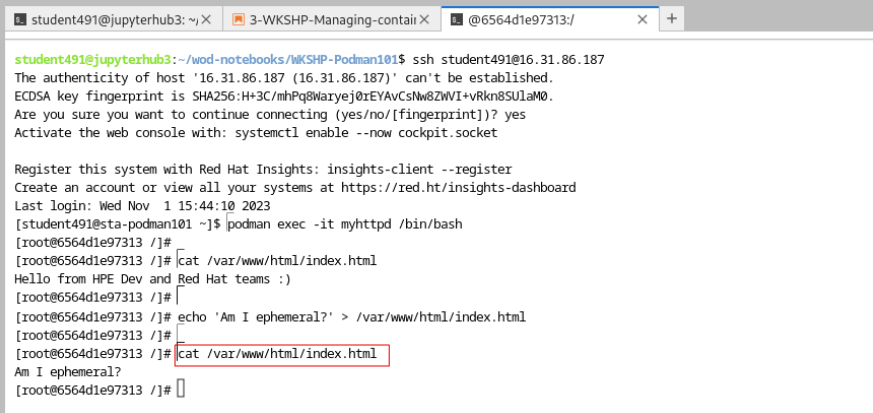 student491@jupyterhub3: ~/
3-WKSHP-Managing-contain
@6564d1e97313:/
student491@jupyterhub3:~/wod-notebooks/WKSHP-Podman101$ ssh student491@16.31.86.187
The authenticity of host '16.31.86.187 (16.31.86.187)' can't be established.
ECDSA key fingerprint is SHA256:H+3C/mhPq8Waryej0rEYAvCsNw8ZWVI+vRkn8SUlaM0.
Are you sure you want to continue connecting (yes/no/[fingerprint])? yes
Activate the web console with: systemctl enable --now cockpit.socket
Register this system with Red Hat Insights: insights-client --register
Create an account or view all your systems at https://red.ht/insights-dashboard
Last login: Wed Nov  1 15:44:10 2023
[student491@sta-podman101 ~]$ podman exec -it myhttpd /bin/bash
[root@6564d1e97313 /]#
[root@6564d1e97313 /]# cat /var/www/html/index.html
Hello from HPE Dev and Red Hat teams :)
[root@6564d1e97313 /]#
[root@6564d1e97313 /]# echo 'Am I ephemeral?' > /var/www/html/index.html
[root@6564d1e97313 /]#
[root@6564d1e97313 /]# cat /var/www/html/index.html
Am I ephemeral?
[root@6564d1e97313 /]#